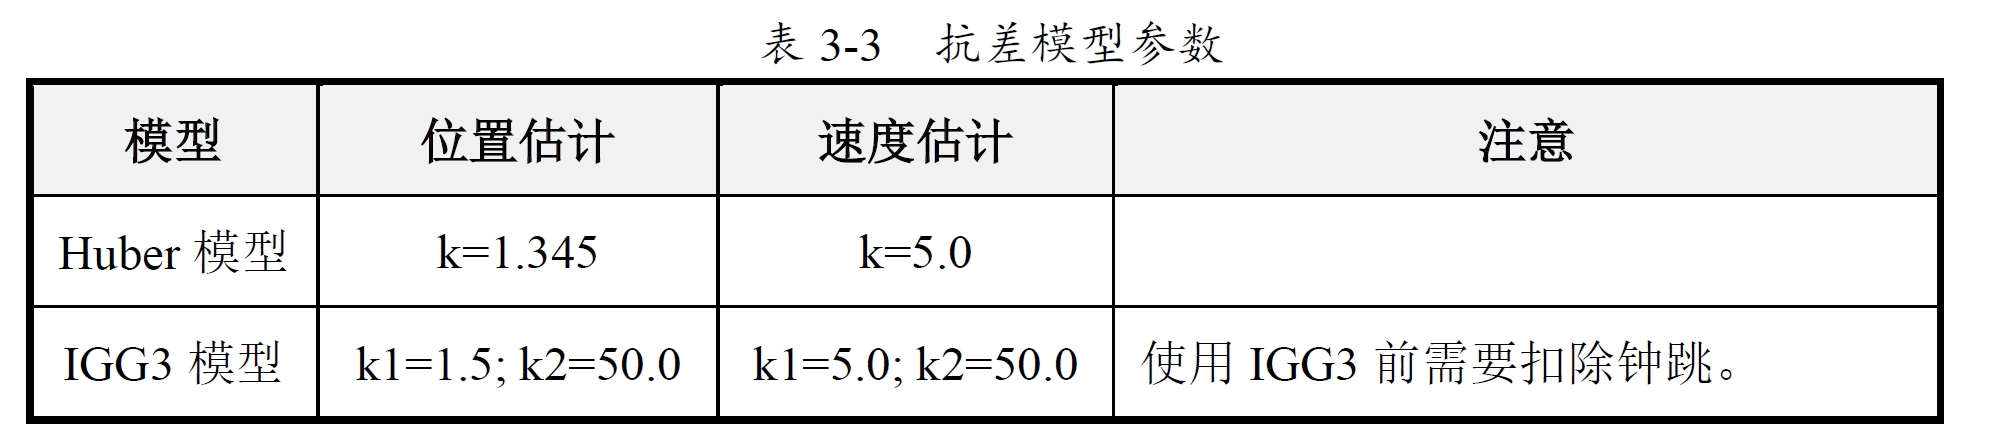 表 3-3 抗差模型参数
模型 位置估计 速度估计 注意
Huber 模型 k=1.345 k=5.0
IGG3 模型 k1=1.5; k2=50.0 k1=5.0; k2=50.0 使用 IGG3 前需要扣除钟跳。